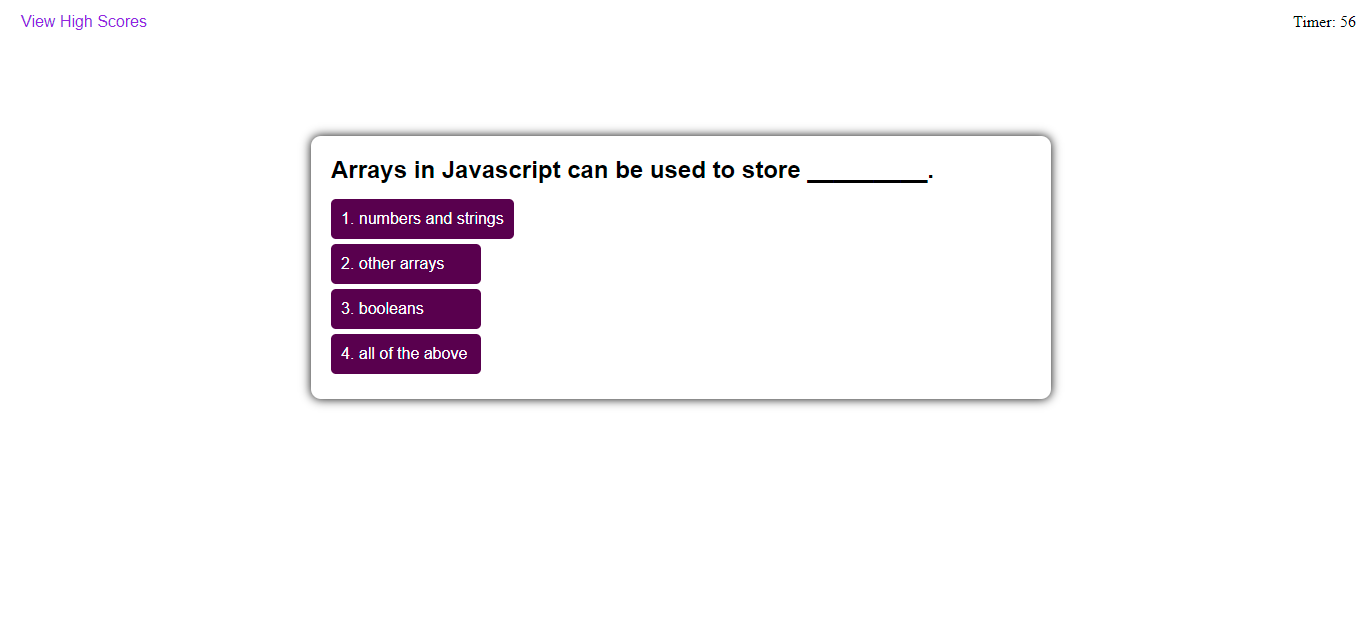 View High Scores
Timer: 56
Arrays in Javascript can be used to store _________.
1. numbers and strings
2. other arrays
3. booleans
4. all of the above